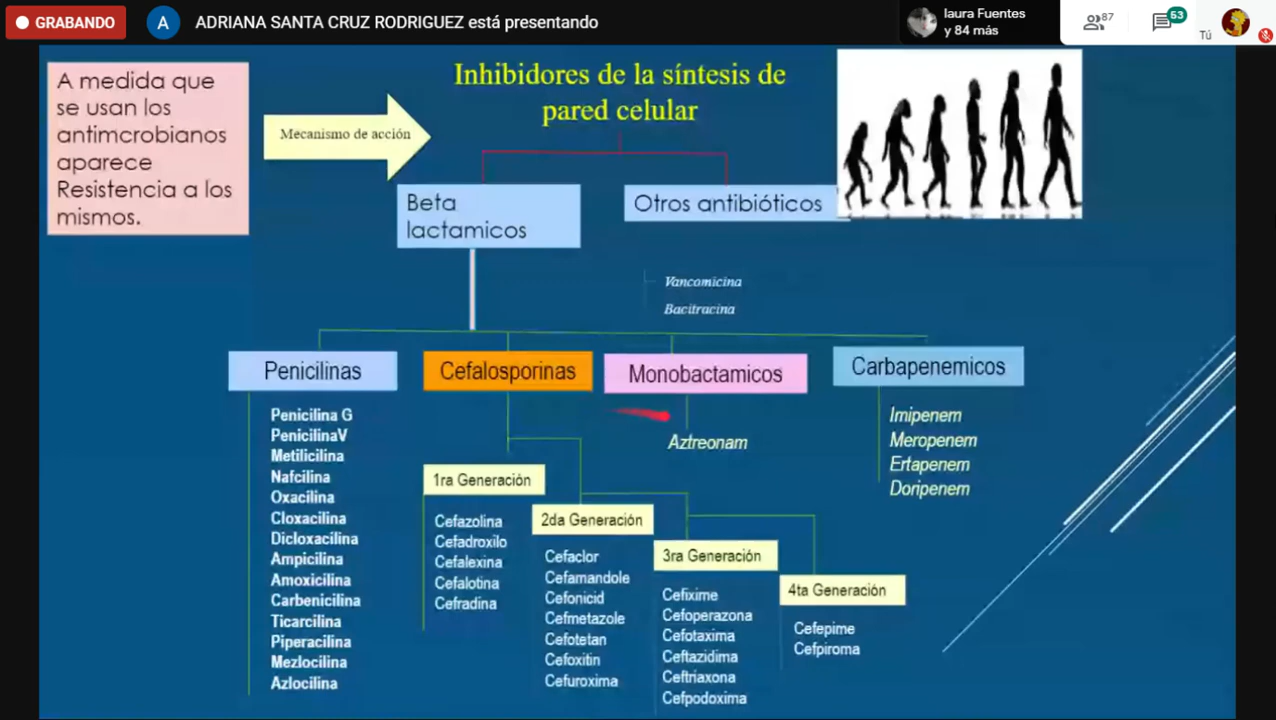 GRABANDO
A
ADRIANA SANTA CRUZ RODRIGUEZ está presentando
laura Fuentes
y 84 más
87
53
Tú
A medida que
se usan los
antimcrobianos
aparece
Resistencia a los
mismos.
Mecanismo de acción
Inhibidores de la síntesis de
pared celular
Beta
lactamicos
Otros antibióticos
Vancomicina
Bacitracina
Penicilinas
Cefalosporinas
Monobactamicos
Carbapenemicos
Penicilina G
PenicilinaV
Metilicilina
Nafcilina
Oxacilina
Cloxacilina
Dicloxacilina
Ampicilina
Amoxicilina
Carbenicilina
Ticarcilina
Piperacilina
Mezlocilina
Azlocilina
1ra Generación
Cefazolina
Cefadroxilo
Cefalexina
Cefalotina
Cefradina
2da Generación
Cefaclor
Cefamandole
Cefonicid
Cefmetazole
Cefotetan
Cefoxitin
Cefuroxima
3ra Generación
Cefixime
Cefoperazona
Cefotaxima
Ceftazidima
Ceftriaxona
Cefpodoxima
4ta Generación
Cefepime
Cefpiroma
Aztreonam
Imipenem
Meropenem
Ertapenem
Doripenem